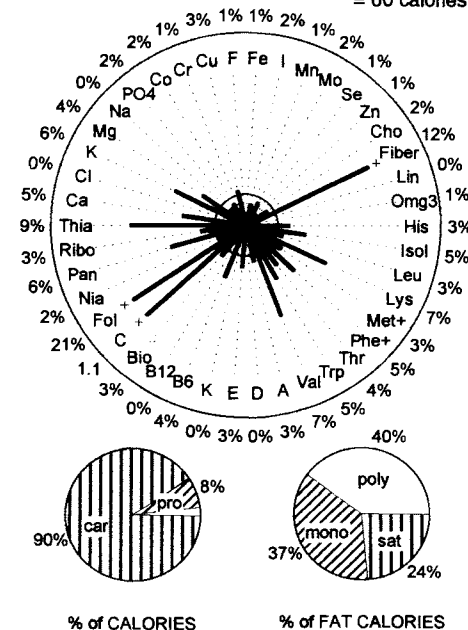 = 60 calories
1%
1%
2%
1%
2%
1%
1%
2%
12%
0%
1%
3%
5%
3%
7%
3%
5%
4%
5%
7%
3%
0%
3%
0%
4%
0%
3%
1.1
21%
2%
6%
3%
9%
5%
0%
6%
4%
0%
2%
2%
1%
3%
F
Fe
I
Mn
Mo
Se
Zn
Cho
Fiber
Lin
Omg3
His
Isol
Leu
Lys
Met+
Phe+
Thr
Trp
Val
A
D
E
K
B6
B12
Bio
C
Fol
Nia
Pan
Ribo
Thia
Ca
Cl
K
Mg
Na
PO4
Co
Cr
Cu
+
+
+
car
pro
90%
8%
% of CALORIES
40%
poly
mono
sat
37%
24%
% of FAT CALORIES